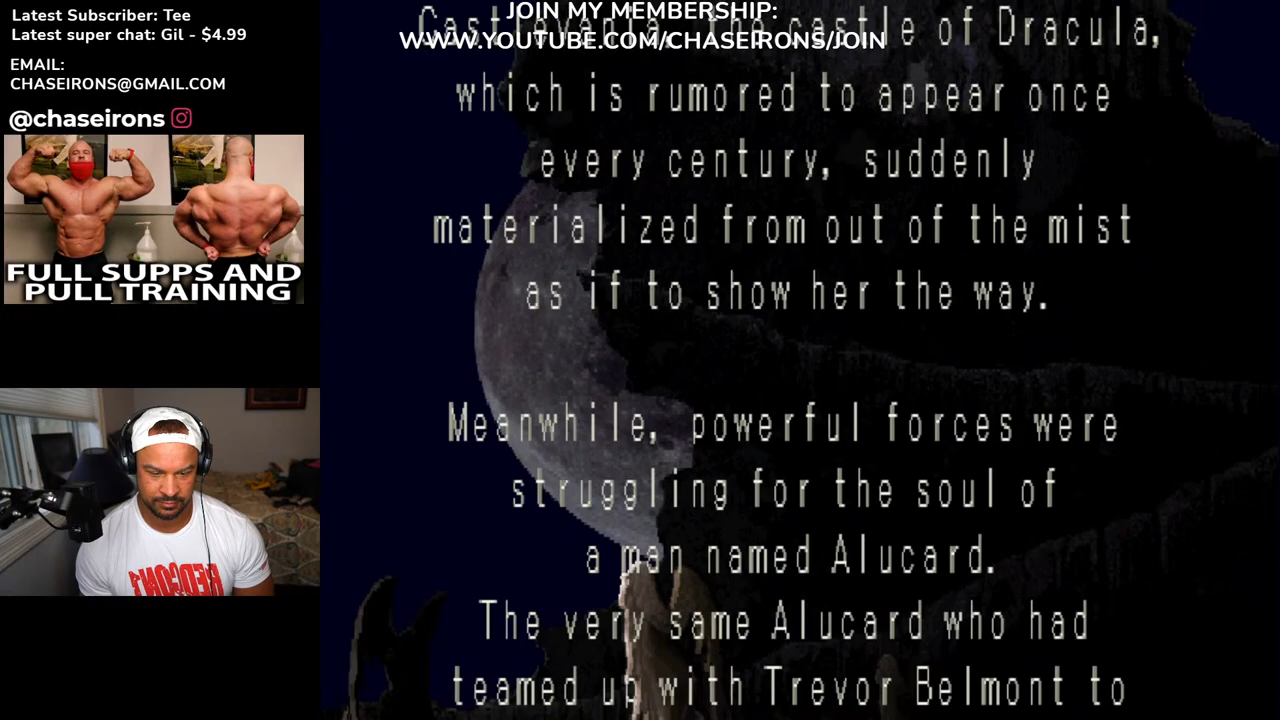 Latest Subscriber: Tee
Latest super chat: Gil - $4.99
EMAIL:
CHASEIRONS@GMAIL.COM
@chaseirons
FULL SUPPS AND
PULL TRAINING
JOIN MY MEMBERSHIP:
WWW.YOUTUBE.COM/CHASEIRONS/JOIN
Castlevania, the castle of Dracula,
which is rumored to appear once
every century, suddenly
materialized from out of the mist
as if to show her the way.
Meanwhile, powerful forces were
struggling for the soul of
a man named Alucard.
The very same Alucard who had
teamed up with Trevor Belmont to